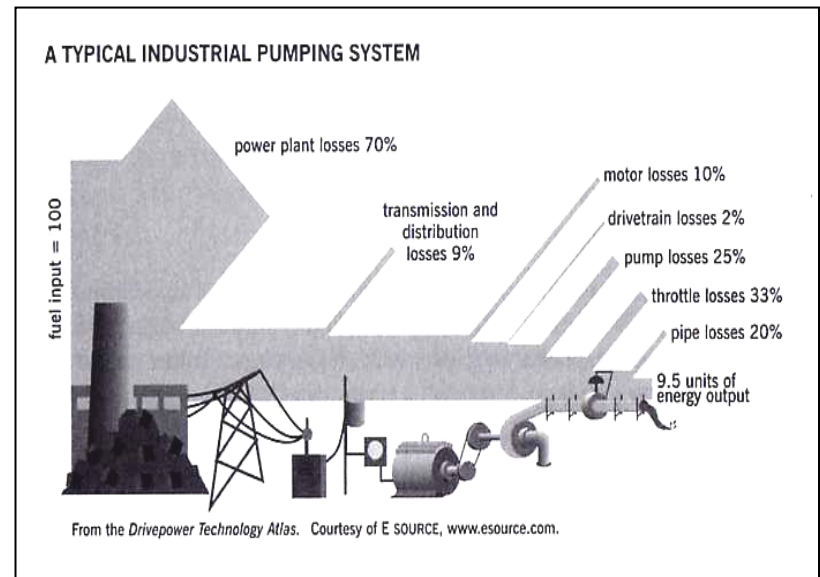 A TYPICAL INDUSTRIAL PUMPING SYSTEM
power plant losses 70%
fuel input = 100
transmission and
distribution
losses 9%
motor losses 10%
drivetrain losses 2%
pump losses 25%
throttle losses 33%
pipe losses 20%
9.5 units of
energy output
From the Drivepower Technology Atlas. Courtesy of E SOURCE, www.esource.com.